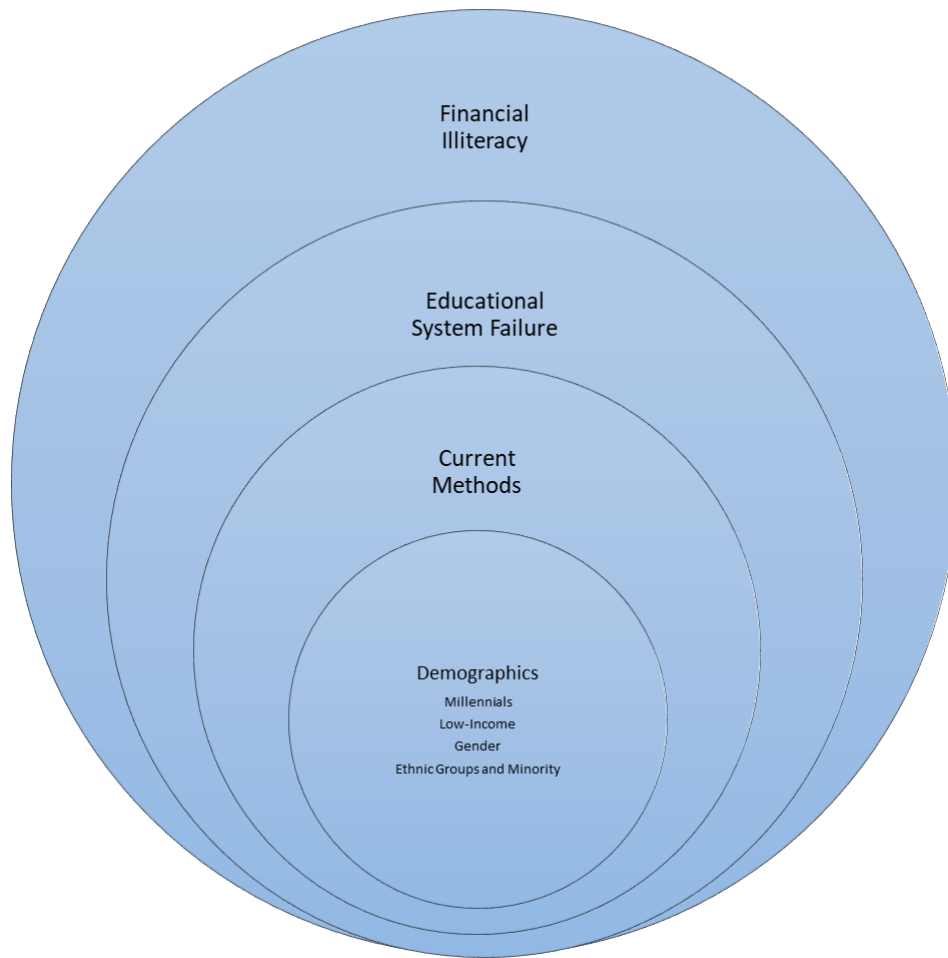 Financial
Illiteracy
Educational
System Failure
Current
Methods
Demographics
Millennials
Low-Income
Gender
Ethnic Groups and Minority